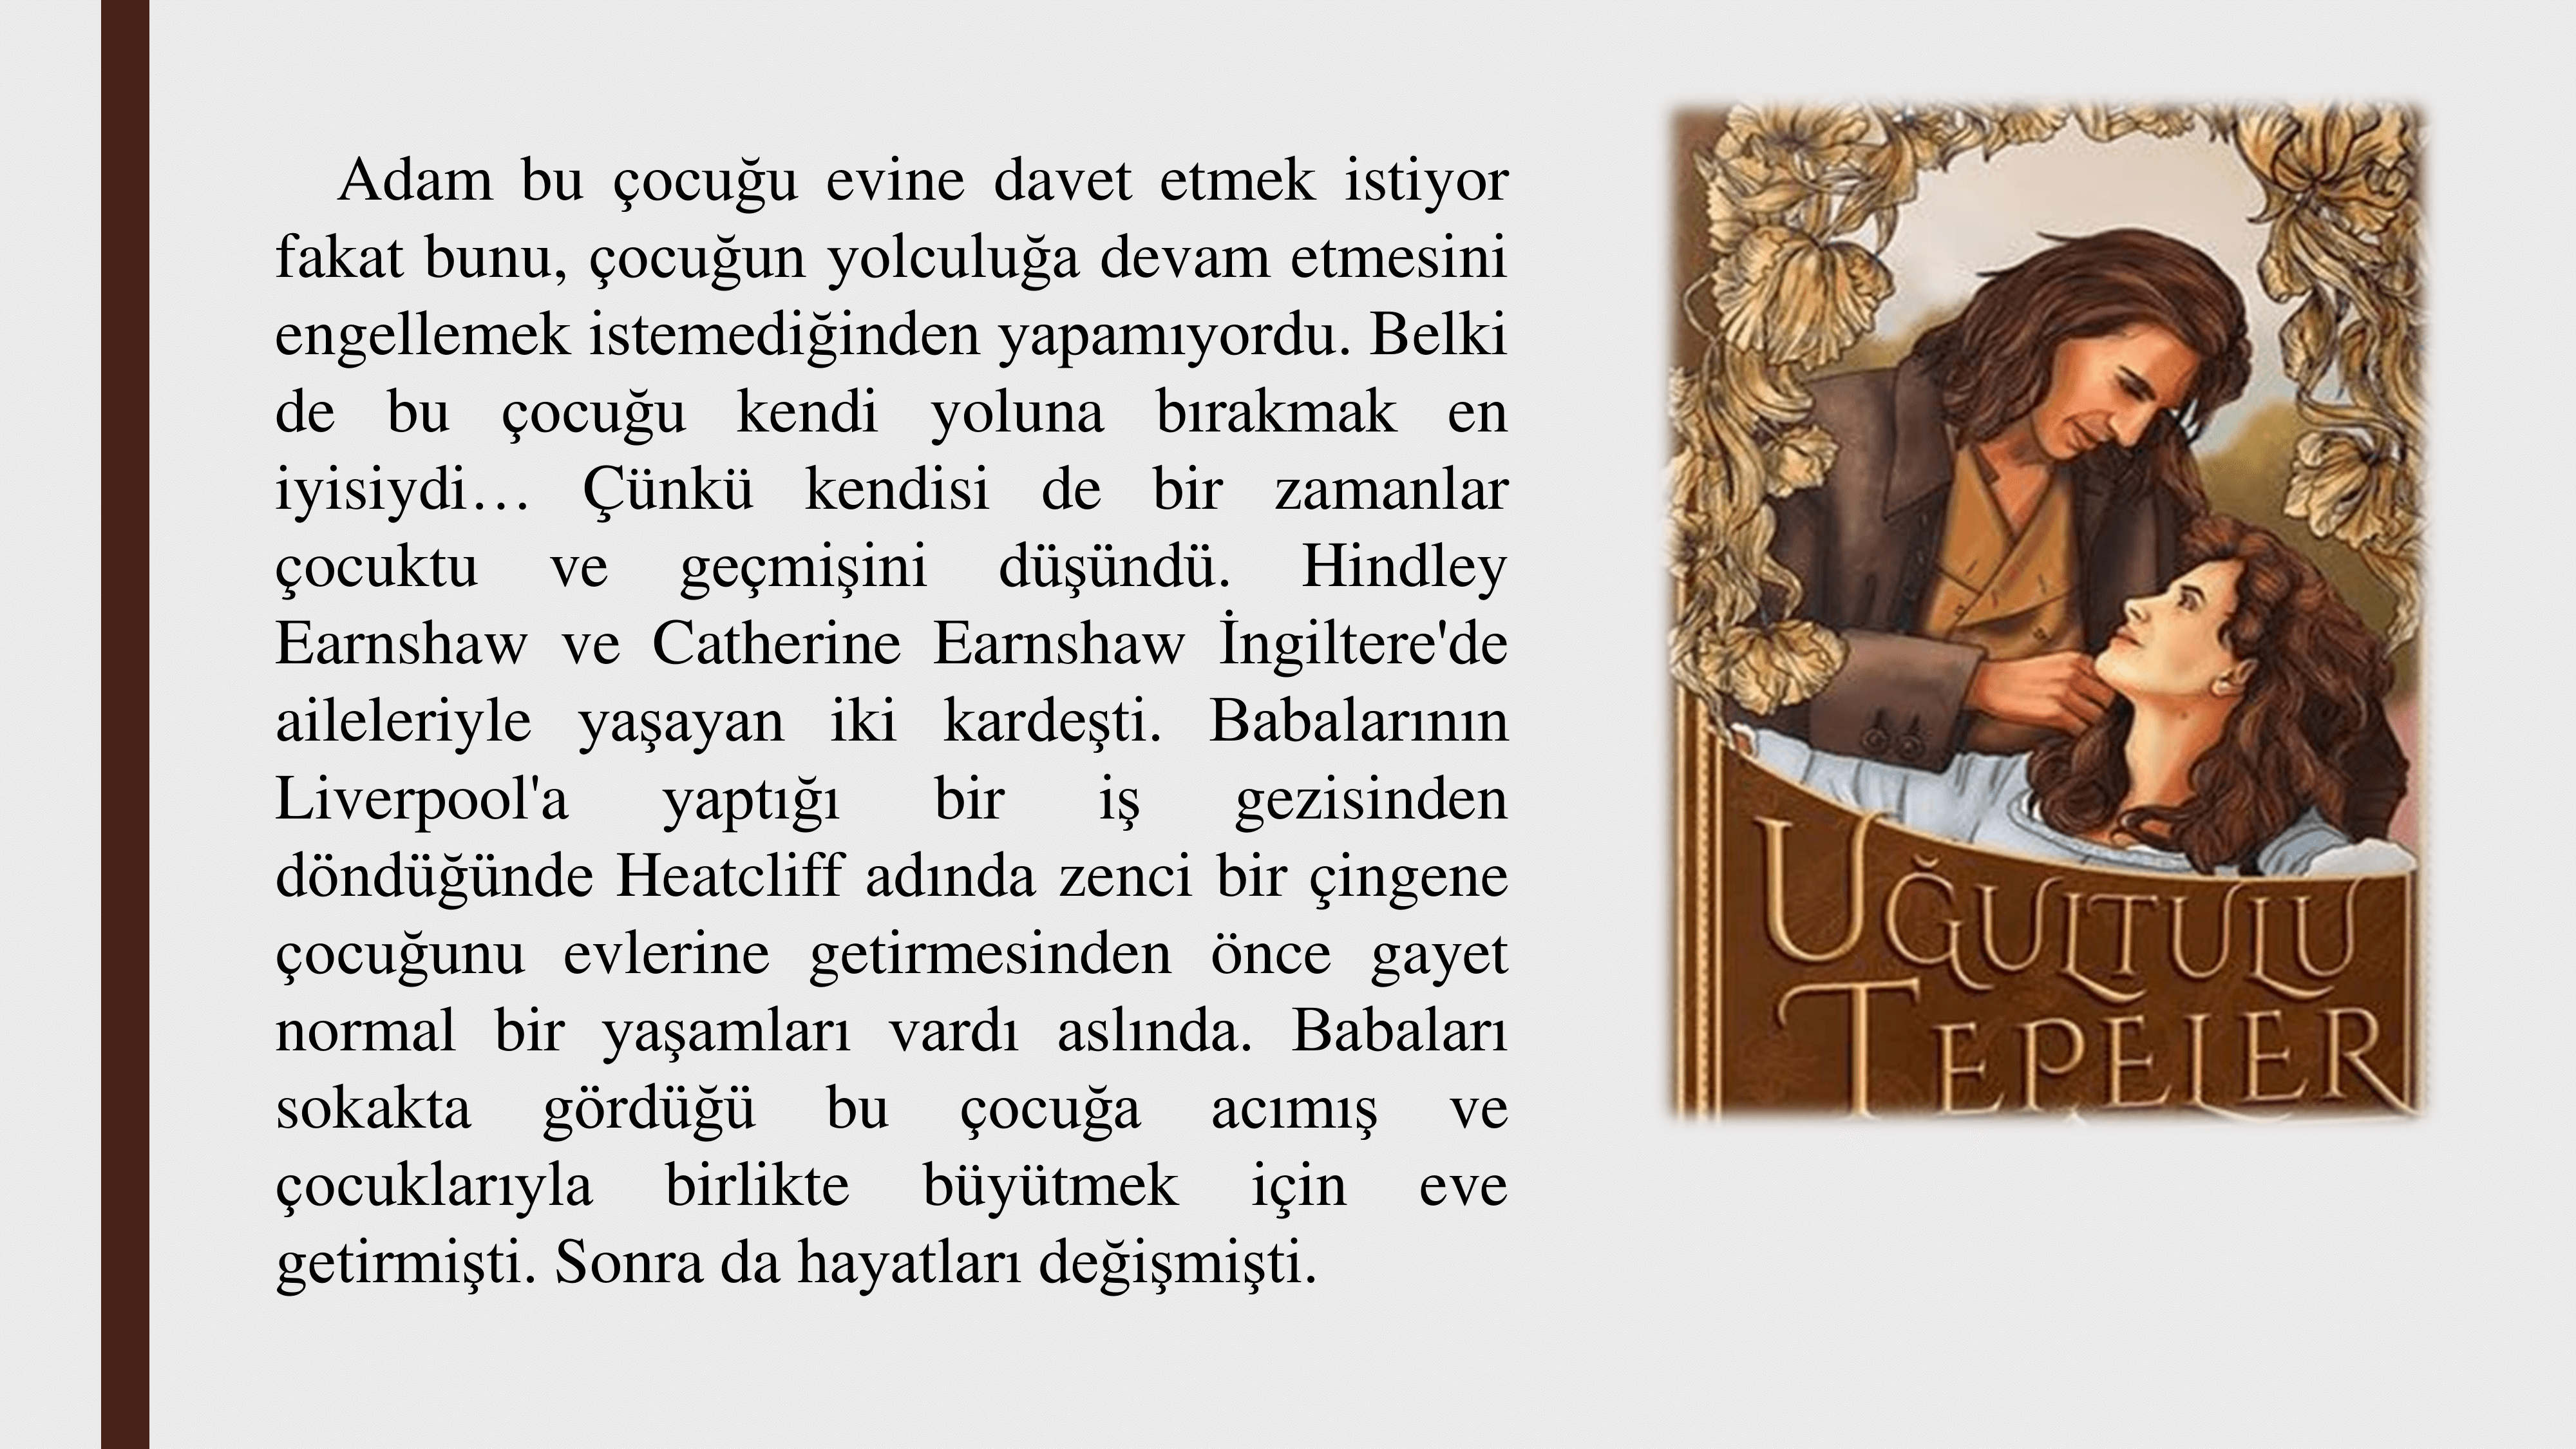 Adam bu çocuğu evine davet etmek istiyor
fakat bunu, çocuğun yolculuğa devam etmesini
engellemek istemediğinden yapamıyordu. Belki
de bu çocuğu kendi yoluna bırakmak en
iyisiydi… Çünkü kendisi de bir zamanlar
çocuktu ve geçmişini düşündü. Hindley
Earnshaw ve Catherine Earnshaw İngiltere'de
aileleriyle yaşayan iki kardeşti. Babalarının
Liverpool'a yaptığı bir iş gezisinden
döndüğünde Heatcliff adında zenci bir çingene
çocuğunu evlerine getirmesinden önce gayet
normal bir yaşamları vardı aslında. Babaları
sokakta gördüğü bu çocuğa acımış ve
çocuklarıyla birlikte büyütmek için eve
getirmişti. Sonra da hayatları değişmişti.
UĞULTULU
TEPELER